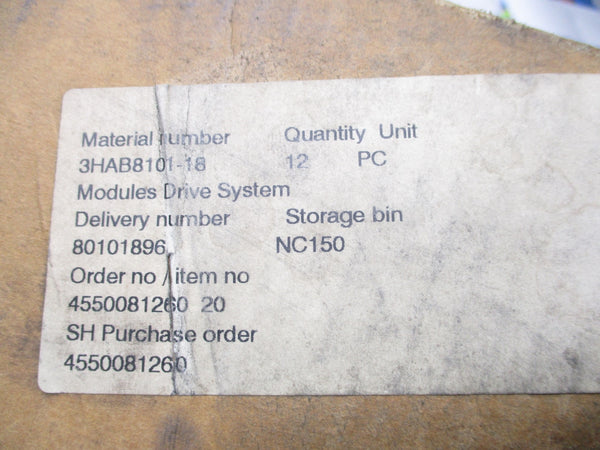 Material number Quantity Unit
3HAB8101-18 12 PC
Modules Drive System
Delivery number Storage bin
80101896 NC150
Order no / item no
4550081260 20
SH Purchase order
4550081260